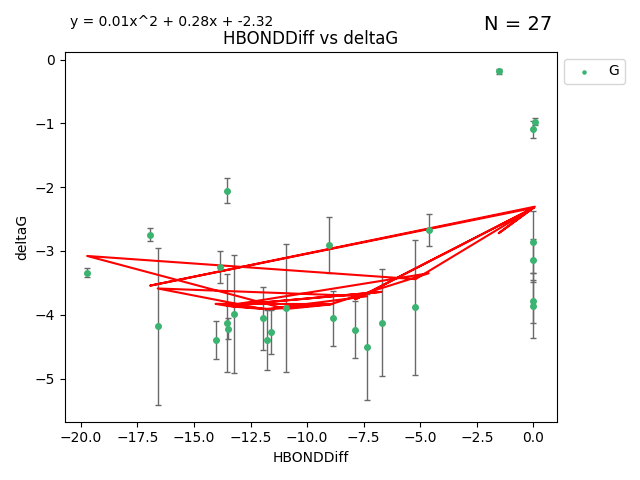 y = 0.01x^2 + 0.28x + -2.32
N = 27
HBONDDiff vs deltaG
G
deltaG
0
−1
−2
−3
−4
−5
−20.0 −17.5 −15.0 −12.5 −10.0 −7.5 −5.0 −2.5 0.0
HBONDDiff